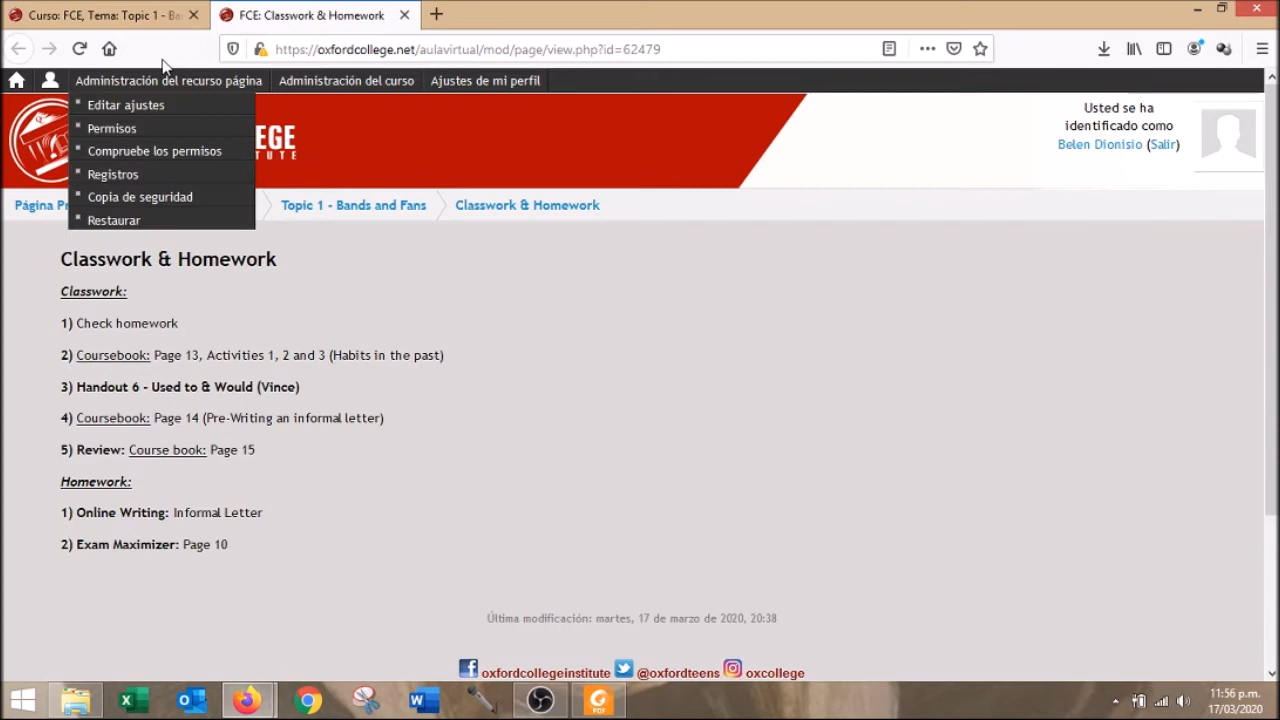 Curso: FCE, Tema: Topic 1 - Ba
FCE: Classwork & Homework
https://oxfordcollege.net/aulavirtual/mod/page/view.php?id=62479
Administración del recurso página
Administración del curso
Ajustes de mi perfil
Editar ajustes
Permisos
Compruebe los permisos
Registros
Copia de seguridad
Restaurar
Usted se ha
identificado como
Belen Dionisio (Salir)
Página Pr
Topic 1 - Bands and Fans
Classwork & Homework
Classwork & Homework
Classwork:
1) Check homework
2) Coursebook: Page 13, Activities 1, 2 and 3 (Habits in the past)
3) Handout 6 - Used to & Would (Vince)
4) Coursebook: Page 14 (Pre-Writing an informal letter)
5) Review: Course book: Page 15
Homework:
1) Online Writing: Informal Letter
2) Exam Maximizer: Page 10
Última modificación: martes, 17 de marzo de 2020, 20:38
oxfordcollegeinstitute @oxfordteens oxcollege
11:56 p.m.
17/03/2020